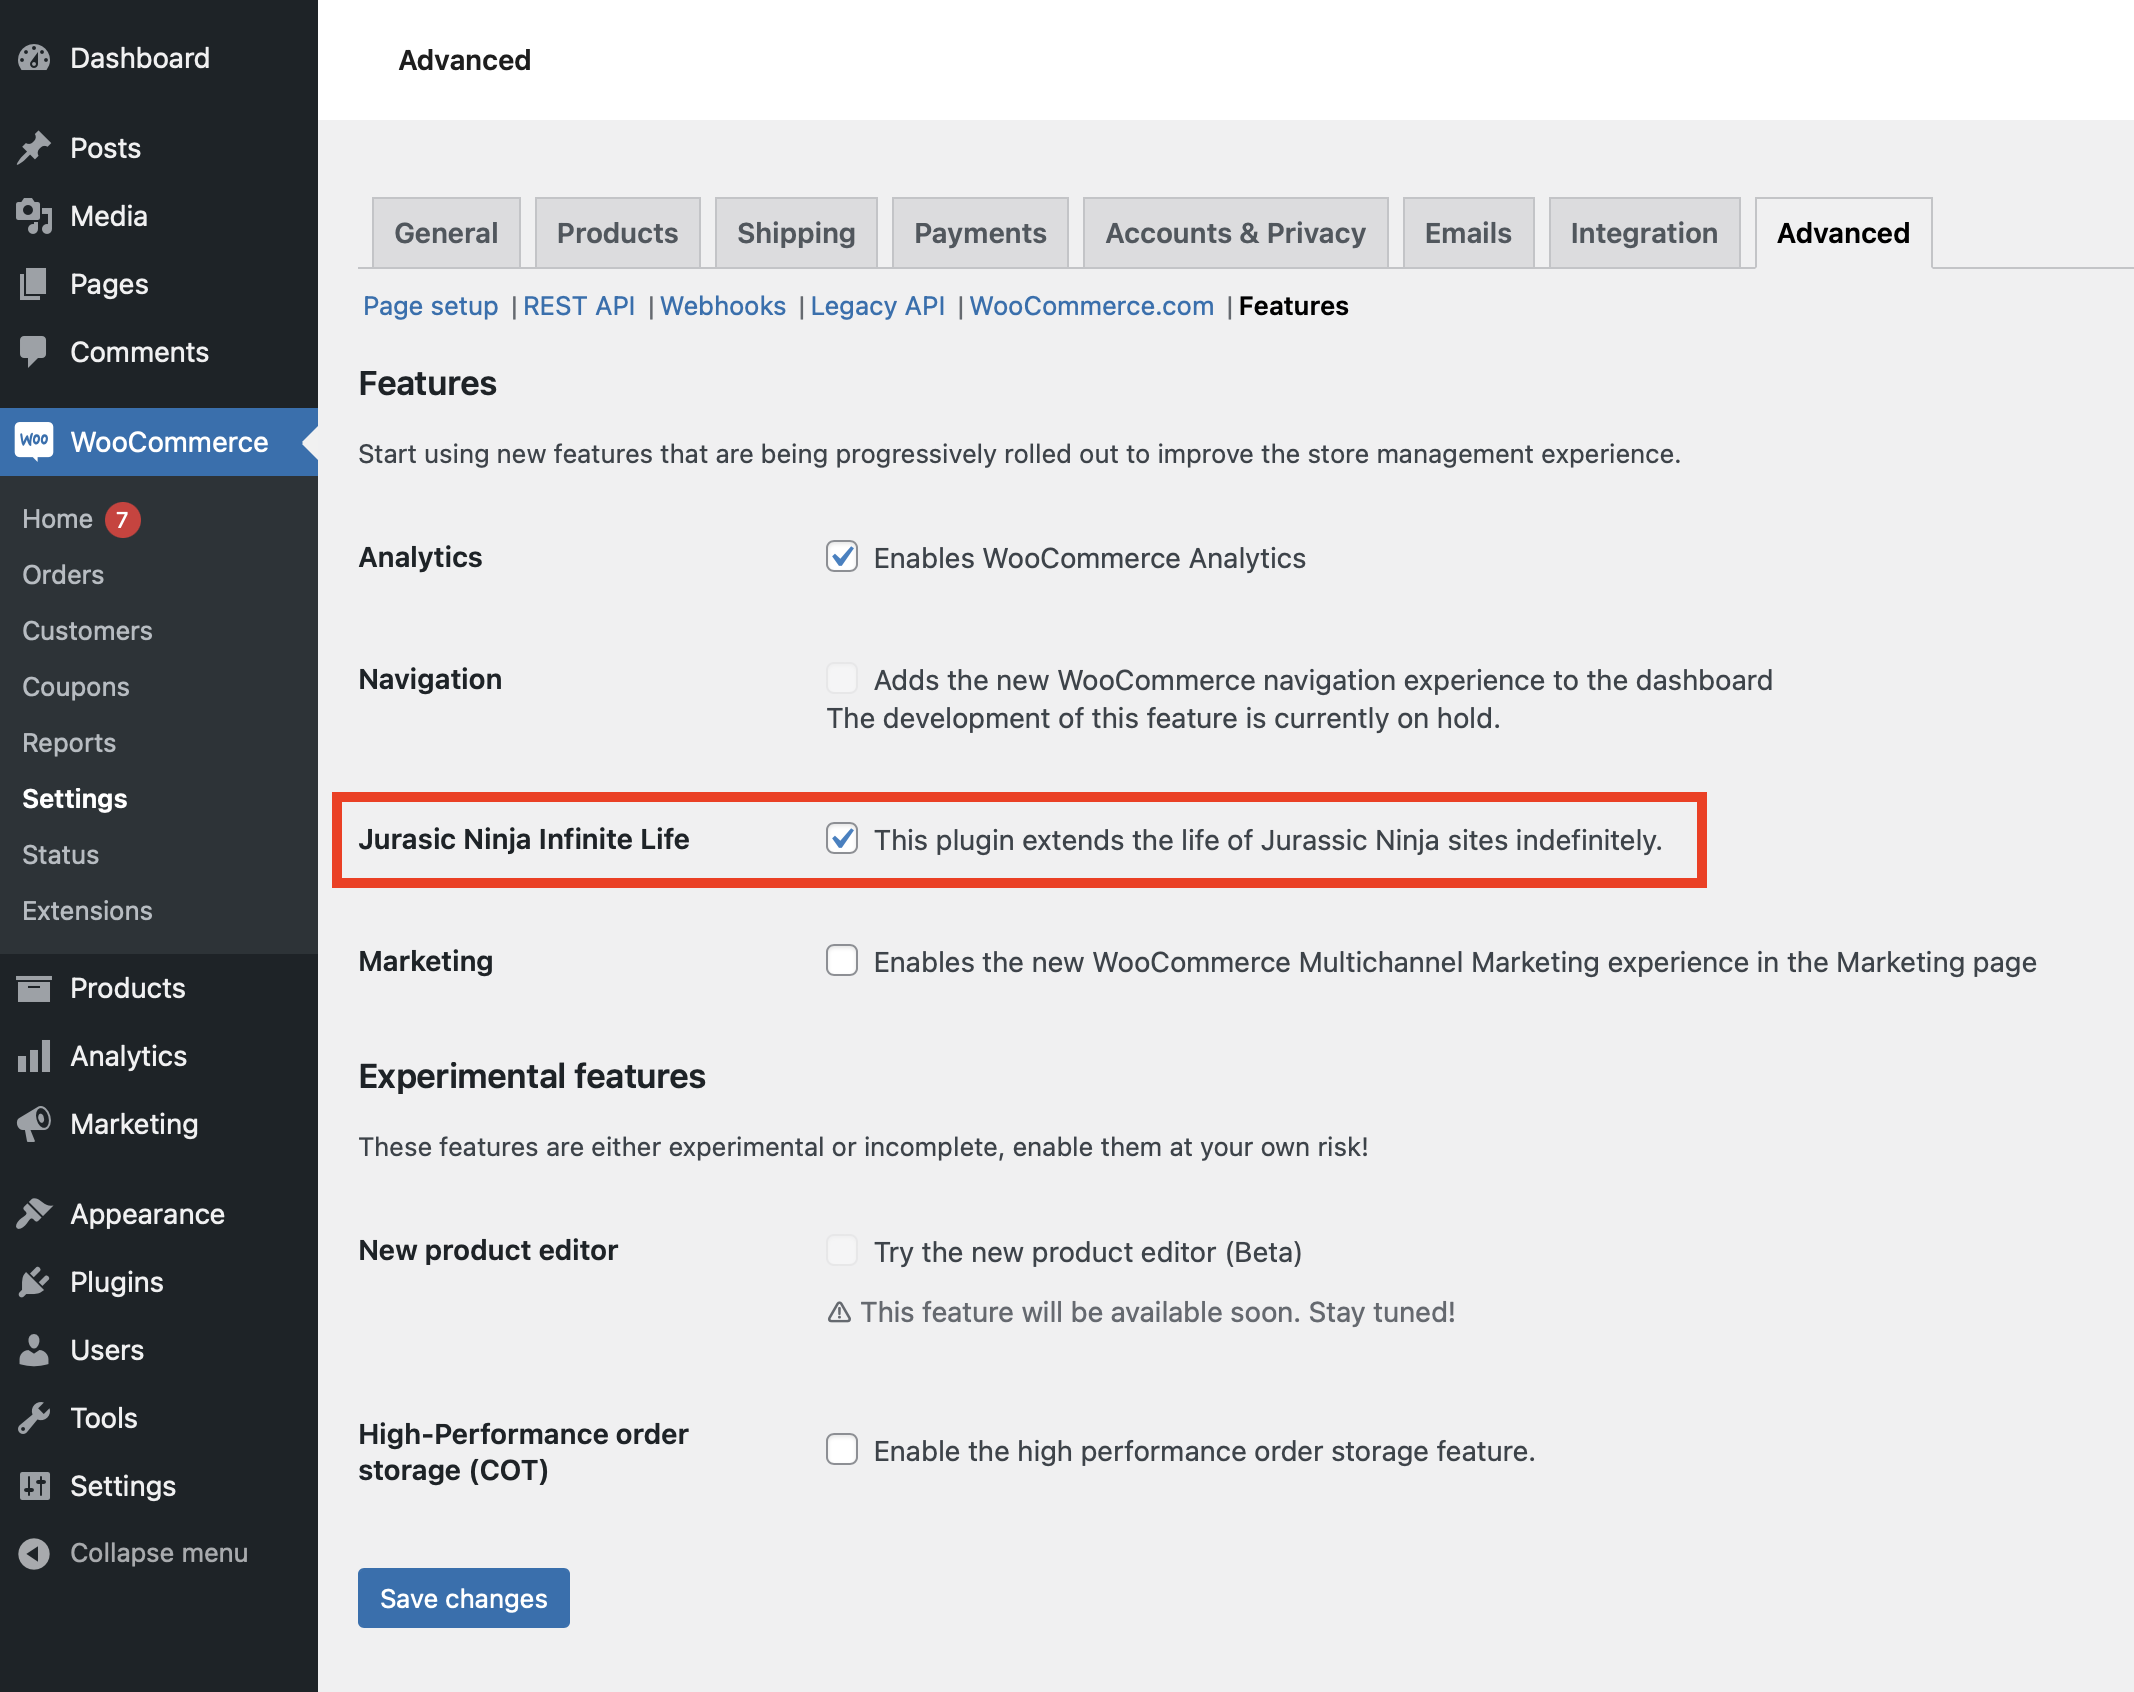 Dashboard
Posts
Media
Pages
Comments
Woo WooCommerce
Home 7
Orders
Customers
Coupons
Reports
Settings
Status
Extensions
Products
Analytics
Marketing
Appearance
Plugins
Users
Tools
Settings
Collapse menu
Advanced
General Products Shipping Payments Accounts & Privacy Emails Integration Advanced
Page setup | REST API | Webhooks | Legacy API | WooCommerce.com | Features
Features
Start using new features that are being progressively rolled out to improve the store management experience.
Analytics Enables WooCommerce Analytics
Navigation Adds the new WooCommerce navigation experience to the dashboard
The development of this feature is currently on hold.
Jurasic Ninja Infinite Life This plugin extends the life of Jurassic Ninja sites indefinitely.
Marketing Enables the new WooCommerce Multichannel Marketing experience in the Marketing page
Experimental features
These features are either experimental or incomplete, enable them at your own risk!
New product editor Try the new product editor (Beta)
⚠ This feature will be available soon. Stay tuned!
High-Performance order
storage (COT) Enable the high performance order storage feature.
Save changes